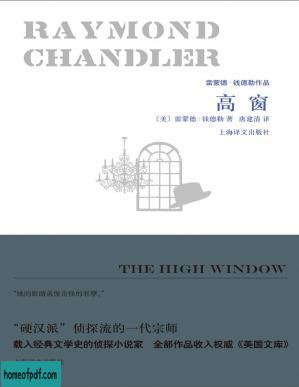 RAYMOND
CHANDLER
雷蒙德·钱德勒作品
高窗
〔美〕雷蒙德·钱德勒 著 唐建清 译
上海译文出版社
THE HIGH WINDOW
“硬汉派”侦探流的一代宗师
载入经典文学史的侦探小说家 全部作品收入权威《美国文库》
homeofpdf.com